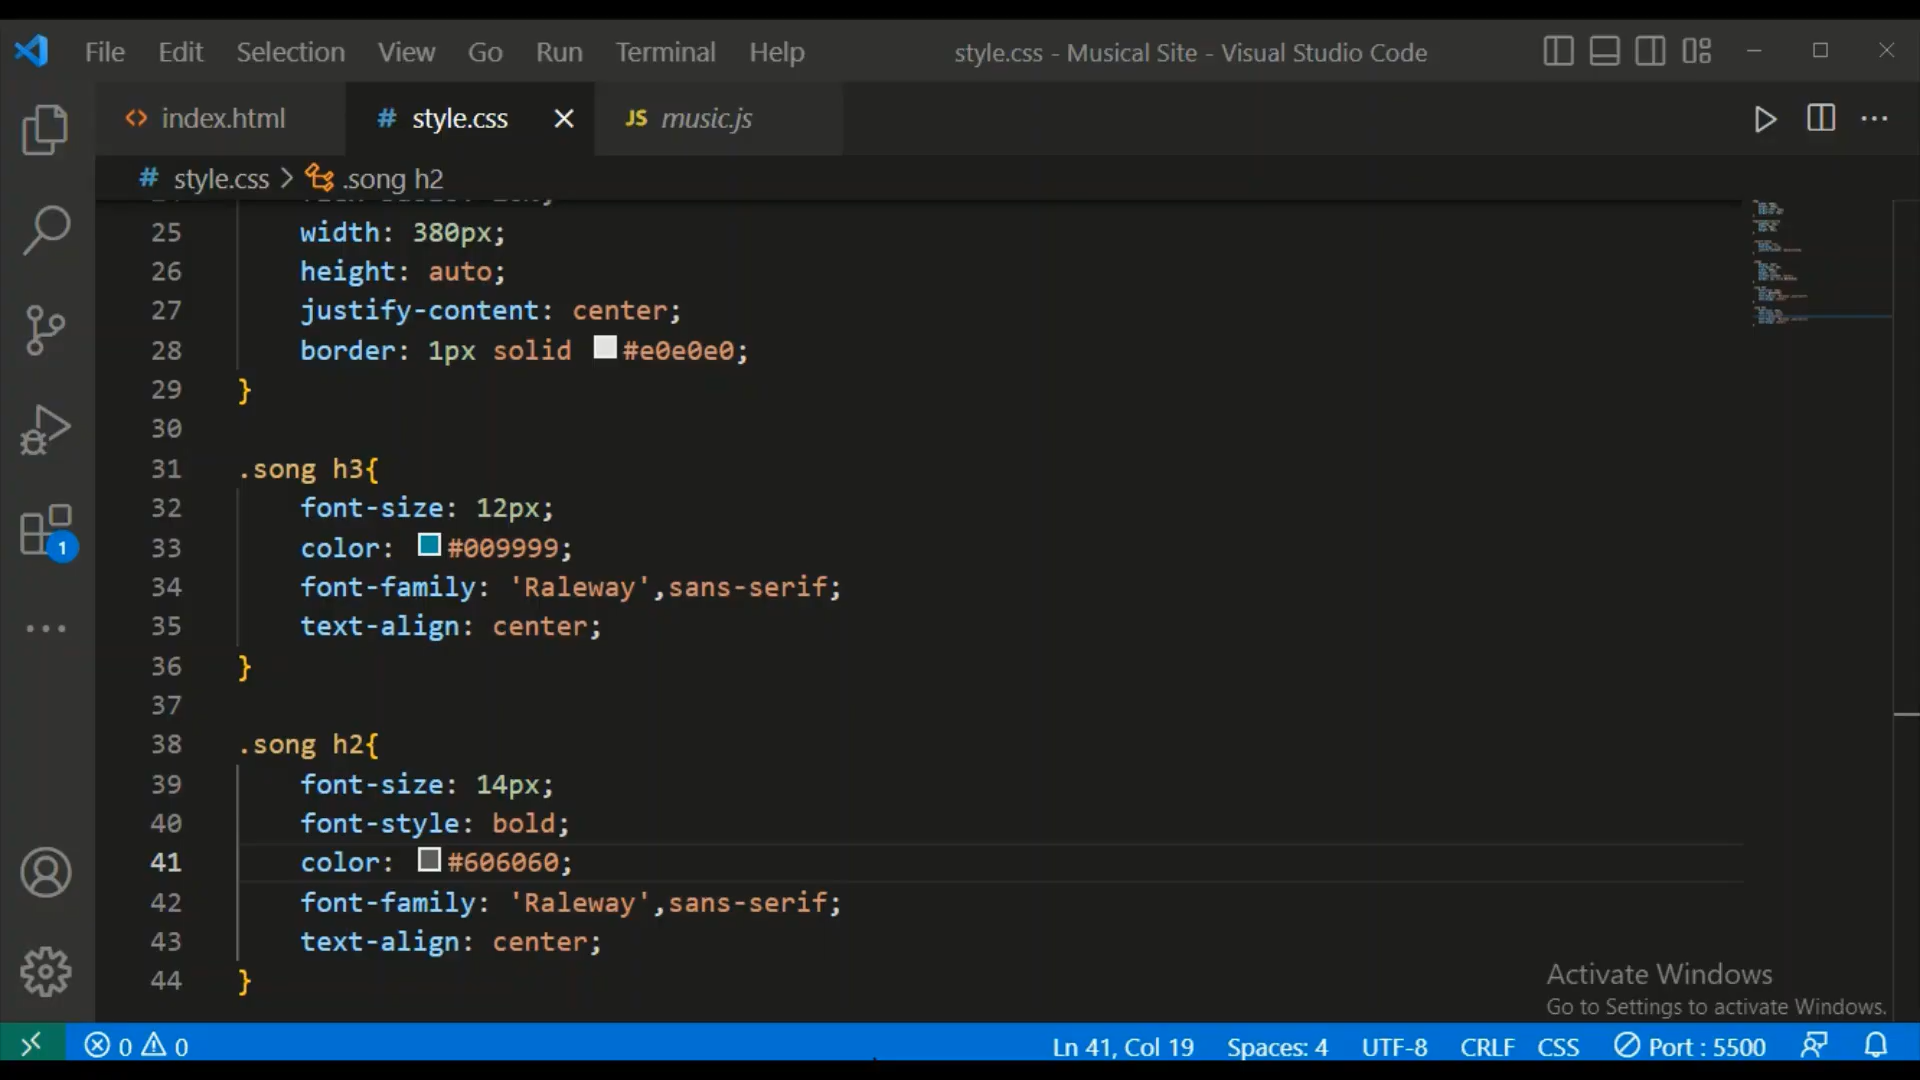 File Edit Selection View Go Run Terminal Help style.css - Musical Site - Visual Studio Code
index.html # style.css JS music.js
# style.css > .song h2
25 width: 380px;
26 height: auto;
27 justify-content: center;
28 border: 1px solid #e0e0e0;
29 }
30
31 .song h3{
32 font-size: 12px;
33 color: #009999;
34 font-family: 'Raleway',sans-serif;
35 text-align: center;
36 }
37
38 .song h2{
39 font-size: 14px;
40 font-style: bold;
41 color: #606060;
42 font-family: 'Raleway',sans-serif;
43 text-align: center;
44 }
1
Activate Windows
Go to Settings to activate Windows.
0 0 Ln 41, Col 19 Spaces: 4 UTF-8 CRLF CSS Port : 5500